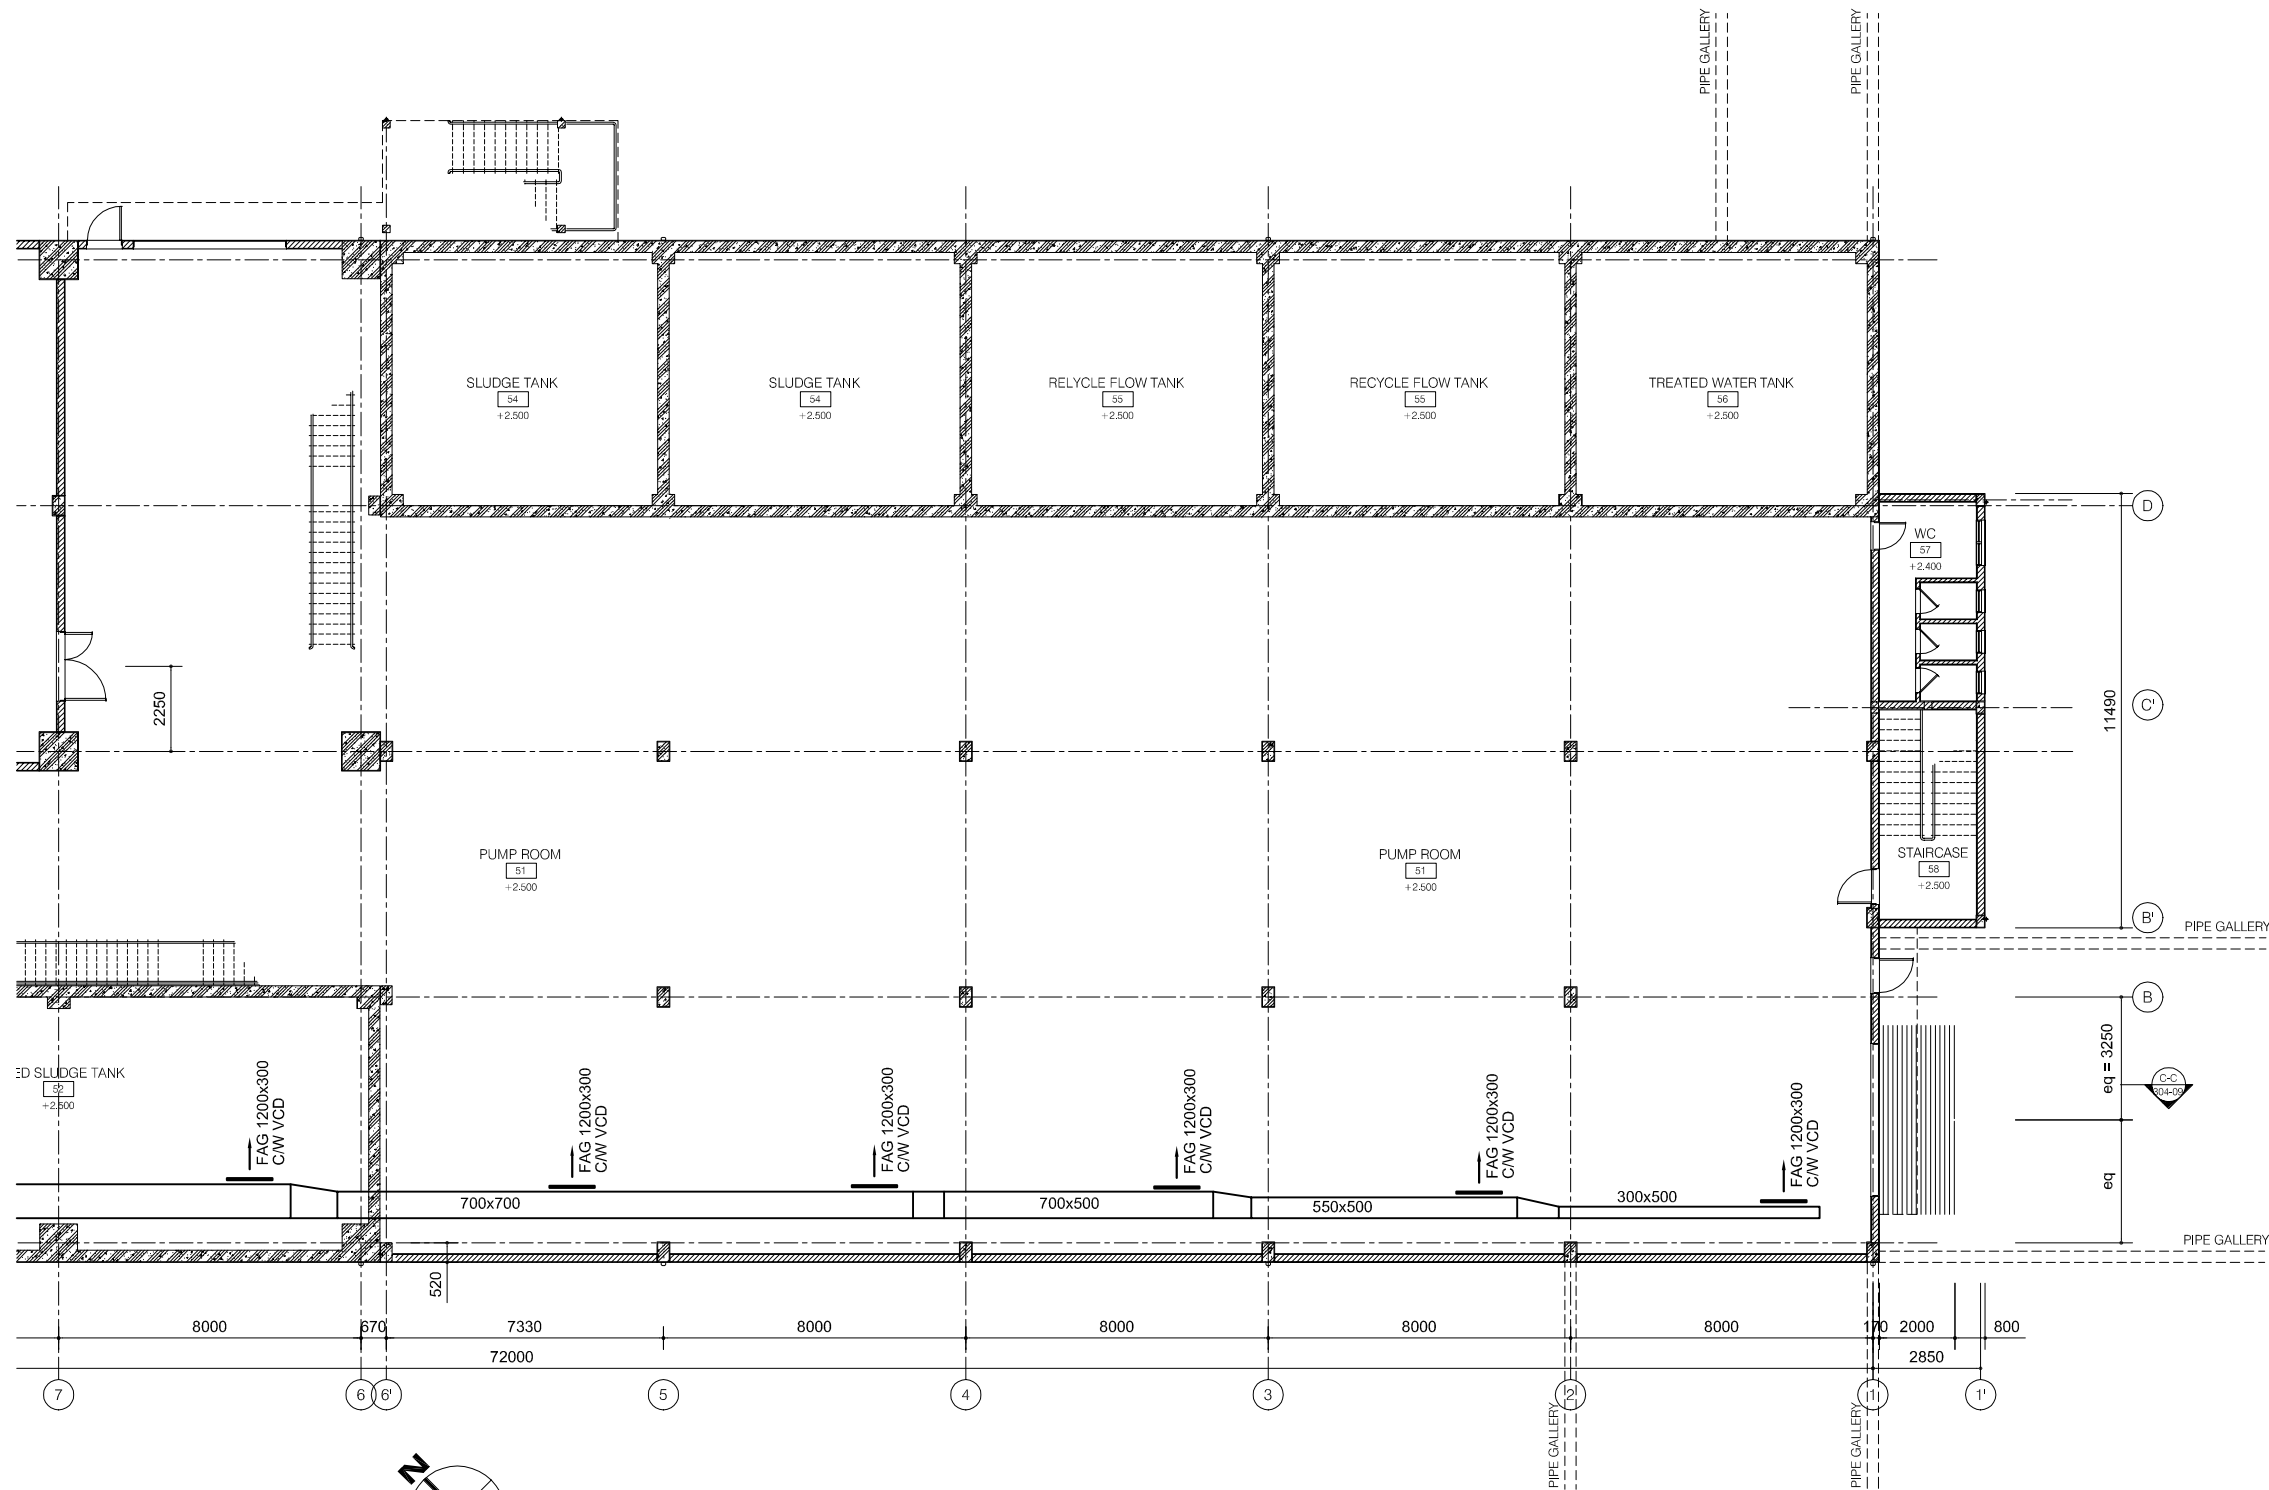 PIPE GALLERY
PIPE GALLERY
SLUDGE TANK
54
+2.500
SLUDGE TANK
54
+2.500
RELYCLE FLOW TANK
55
+2.500
RECYCLE FLOW TANK
55
+2.500
TREATED WATER TANK
56
+2.500
D
WC
57
+2.400
2250
11490
C'
PUMP ROOM
51
+2.500
PUMP ROOM
51
+2.500
STAIRCASE
58
+2.500
B'
PIPE GALLERY
B
ED SLUDGE TANK
52
+2.500
FAG 1200x300
C/W VCD
FAG 1200x300
C/W VCD
FAG 1200x300
C/W VCD
FAG 1200x300
C/W VCD
FAG 1200x300
C/W VCD
FAG 1200x300
C/W VCD
eq = 3250
C-C
304-09
eq
700x700
700x500
550x500
300x500
PIPE GALLERY
520
8000
670
7330
8000
8000
8000
8000
170
2000
800
72000
2850
7
6
6'
5
4
3
2
1
1'
PIPE GALLERY
PIPE GALLERY
N